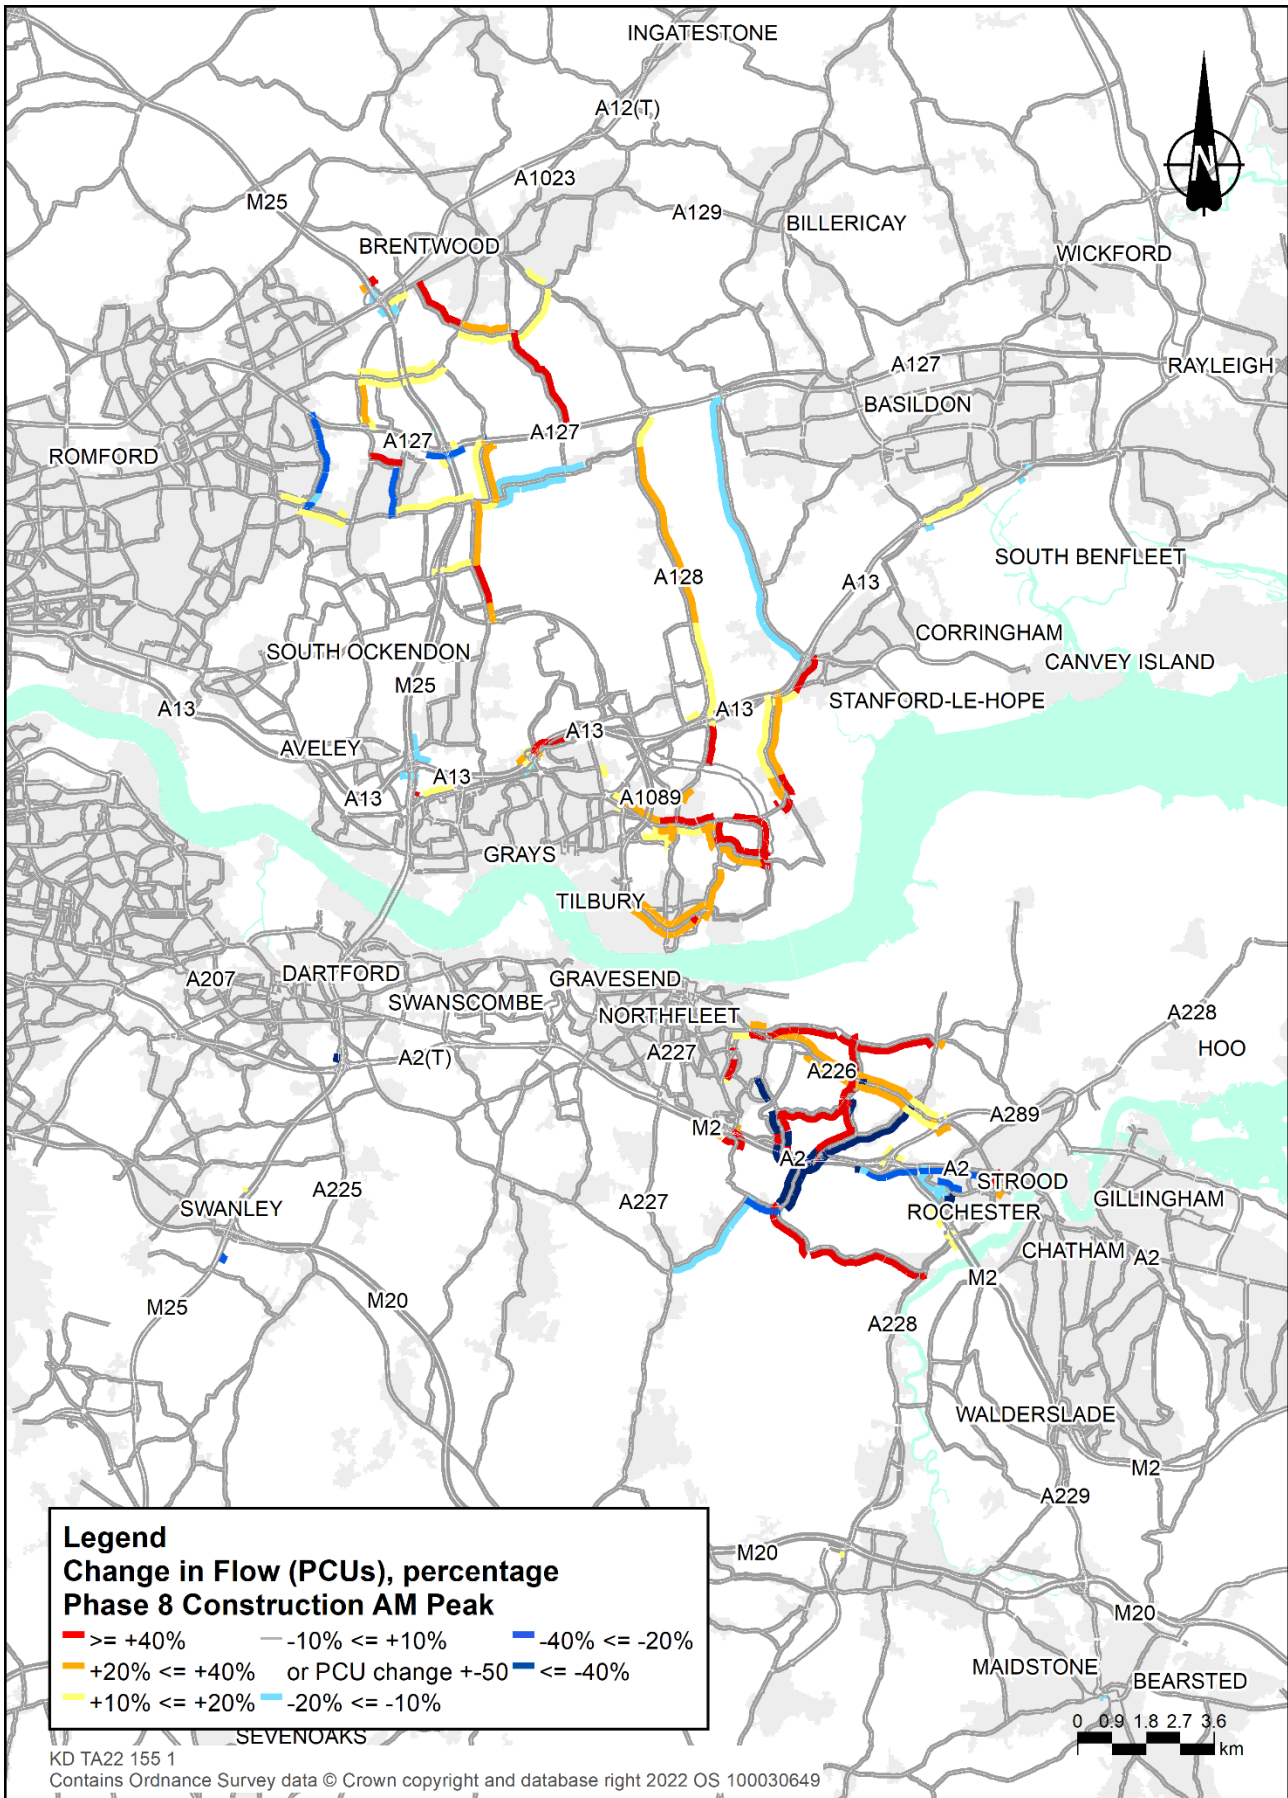 INGATESTONE
A12(T)
N
A1023
M25
A129
BILLERICAY
BRENTWOOD
WICKFORD
A127
RAYLEIGH
BASILDON
A127
A127
ROMFORD
SOUTH BENFLEET
A128
A13
CORRINGHAM
SOUTH OCKENDON
CANVEY ISLAND
M25
STANFORD-LE-HOPE
A13
A13
A13
AVELEY
A13
A13
A1089
GRAYS
TILBURY
A207
DARTFORD
GRAVESEND
SWANSCOMBE
NORTHFLEET
A228
HOO
A227
A2(T)
A226
A289
M2
A2
A2
STROOD
A225
A227
GILLINGHAM
SWANLEY
ROCHESTER
CHATHAM
A2
M2
M25
M20
A228
WALDERSLADE
M2
A229
Legend
Change in Flow (PCUs), percentage
Phase 8 Construction AM Peak
>= +40%
+20% <= +40%
+10% <= +20%
-10% <= +10%
or PCU change +-50
-20% <= -10%
-40% <= -20%
<= -40%
M20
M20
MAIDSTONE
BEARSTED
0 0.9 1.8 2.7 3.6
km
SEVENOAKS
KD TA22 155 1
Contains Ordnance Survey data © Crown copyright and database right 2022 OS 100030649